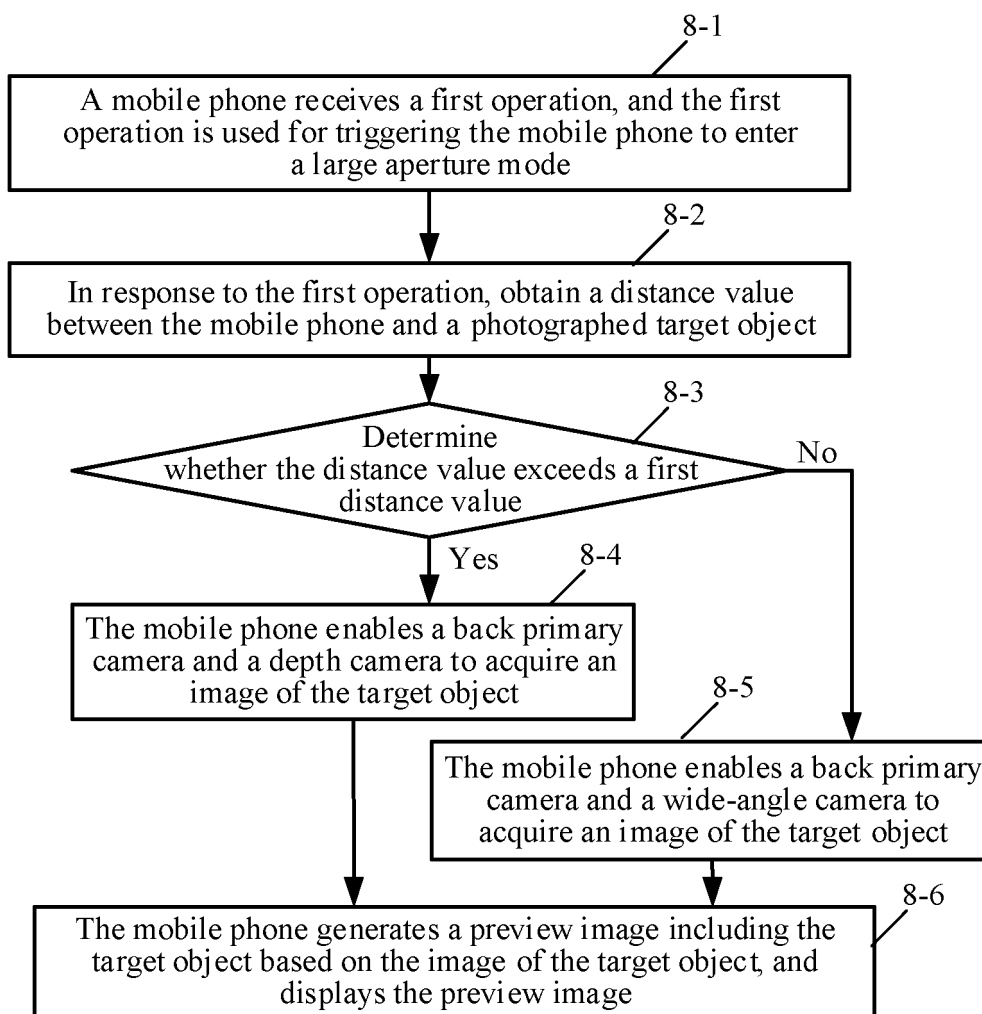 8-1
A mobile phone receives a first operation, and the first
operation is used for triggering the mobile phone to enter
a large aperture mode
8-2
In response to the first operation, obtain a distance value
between the mobile phone and a photographed target object
8-3
Determine
whether the distance value exceeds a first
distance value
No
Yes
8-4
The mobile phone enables a back primary
camera and a depth camera to acquire an
image of the target object
8-5
The mobile phone enables a back primary
camera and a wide-angle camera to
acquire an image of the target object
8-6
The mobile phone generates a preview image including the
target object based on the image of the target object, and
displays the preview image